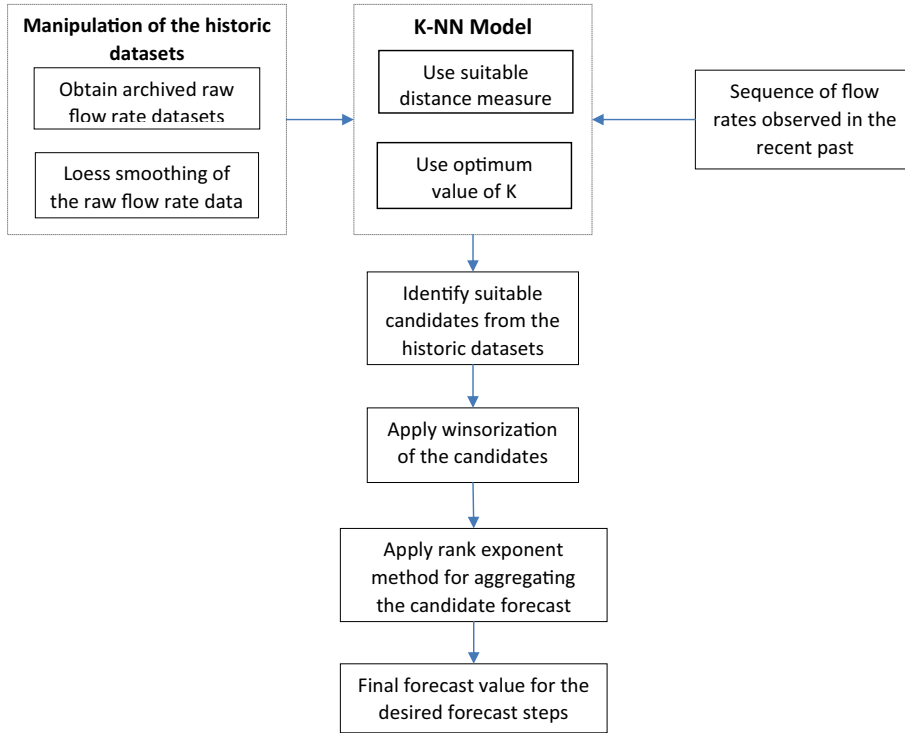 Manipulation of the historic
datasets
Obtain archived raw
flow rate datasets
Loess smoothing of
the raw flow rate data
K-NN Model
Use suitable
distance measure
Use optimum
value of K
Sequence of flow
rates observed in the
recent past
Identify suitable
candidates from the
historic datasets
Apply winsorization
of the candidates
Apply rank exponent
method for aggregating
the candidate forecast
Final forecast value for the
desired forecast steps